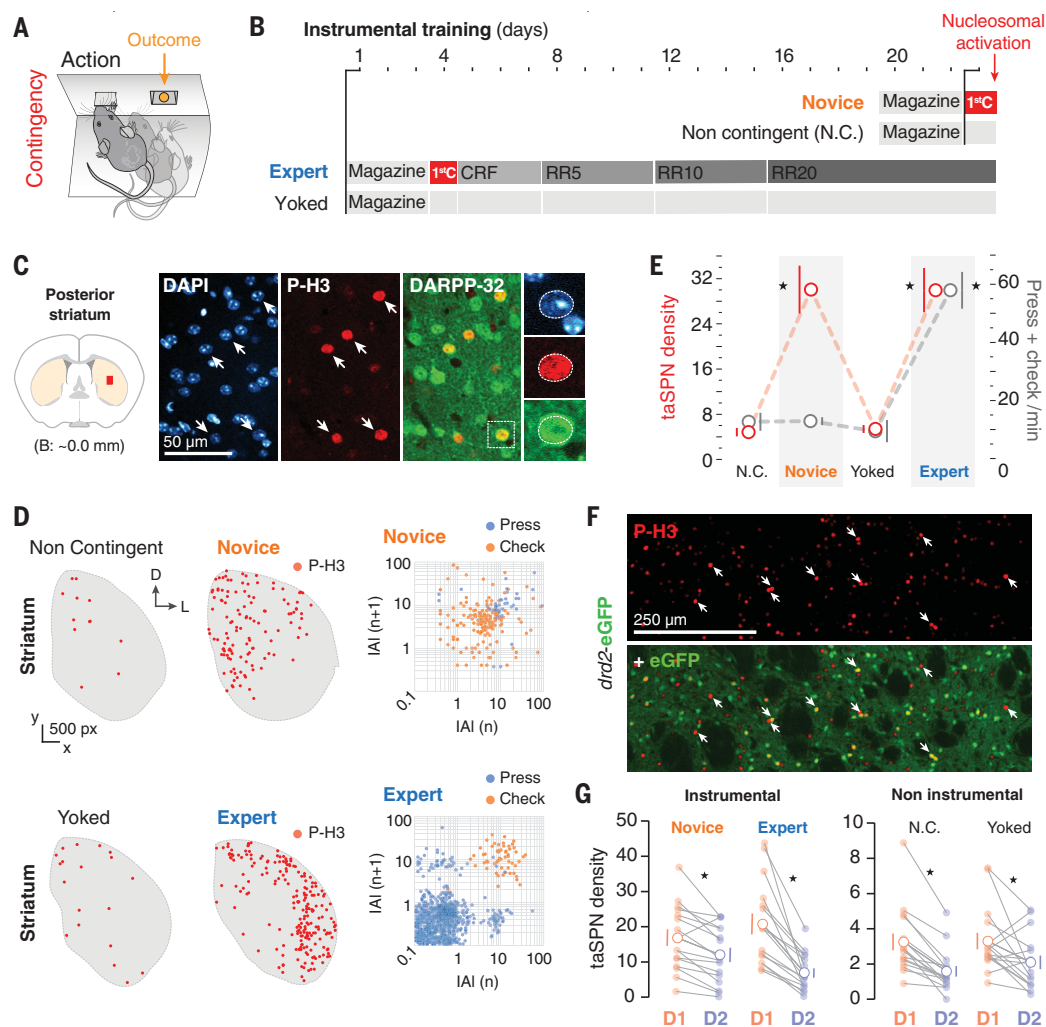 A
Outcome
Action
Contingency
B
Instrumental training (days)
Nucleosomal
activation
1 4 8 12 16 20
Novice Magazine 1stC
Non contingent (N.C.) Magazine
Expert Magazine 1stC CRF RR5 RR10 RR20
Yoked Magazine
C
Posterior
striatum
(B: ~0.0 mm)
DAPI P-H3 DARPP-32
50 µm
E
taSPN density
36
32
24
16
8
0
Press + check /min
60
40
20
0
N.C. Novice Yoked Expert
D
Non Contingent Novice
P-H3
D
L
Striatum
y 500 px
x
Novice
Press
Check
IAI (n+1)
100
10
1
0.1
1 10 100
IAI (n)
Yoked Expert
P-H3
Striatum
Expert
Press
Check
IAI (n+1)
100
10
1
0.1
1 10 100
IAI (n)
F
P-H3
250 µm
drd2-eGFP
+ eGFP
G
Instrumental Non instrumental
Novice Expert N.C. Yoked
taSPN density
50
40
30
20
10
0
10
8
6
4
2
0
D1 D2 D1 D2 D1 D2 D1 D2